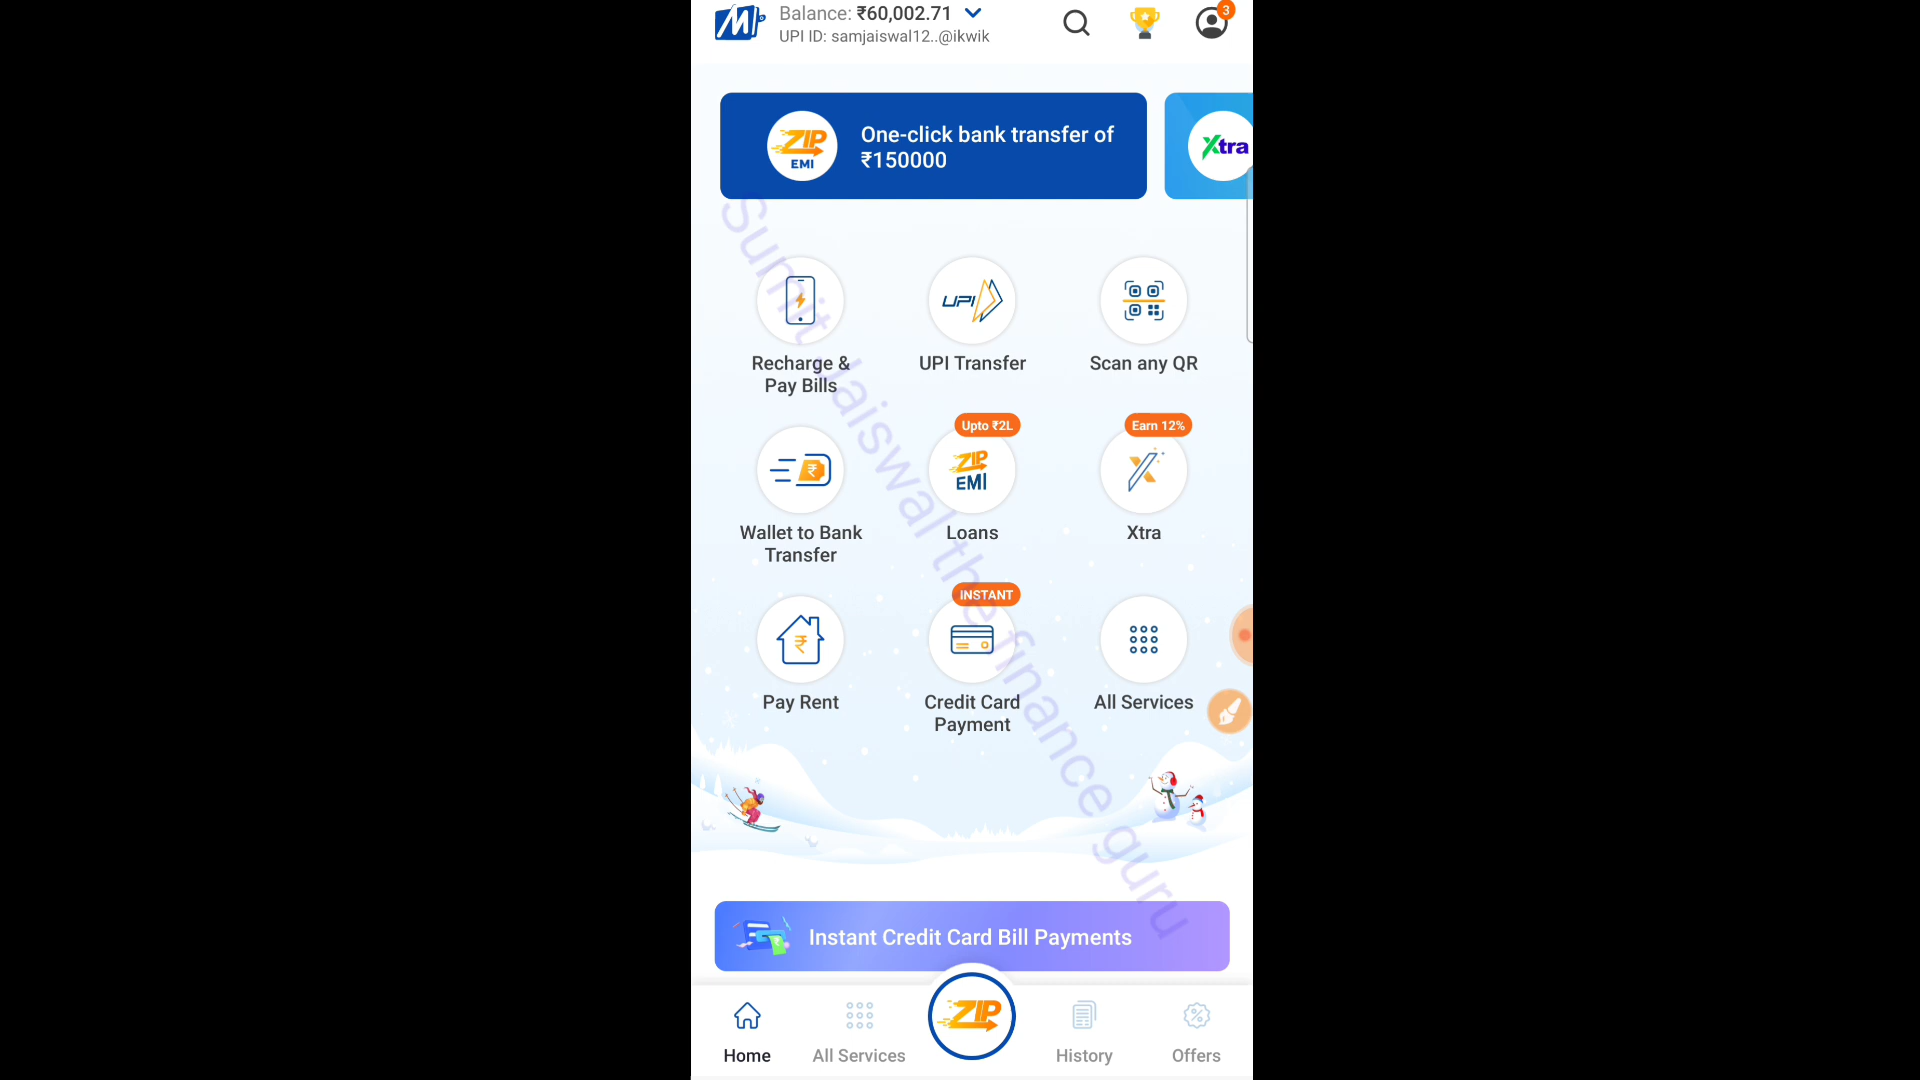 Balance: ₹60,002.71
UPI ID: samjaiswal12..@ikwik
3
ZIP
EMI
One-click bank transfer of
₹150000
Xtra
UPI
Recharge &
Pay Bills
UPI Transfer
Scan any QR
Upto ₹2L
Earn 12%
ZIP
EMI
Wallet to Bank
Transfer
Loans
Xtra
INSTANT
Pay Rent
Credit Card
Payment
All Services
Sumit Jaiswal the finance guru
Instant Credit Card Bill Payments
ZIP
Home
All Services
History
Offers